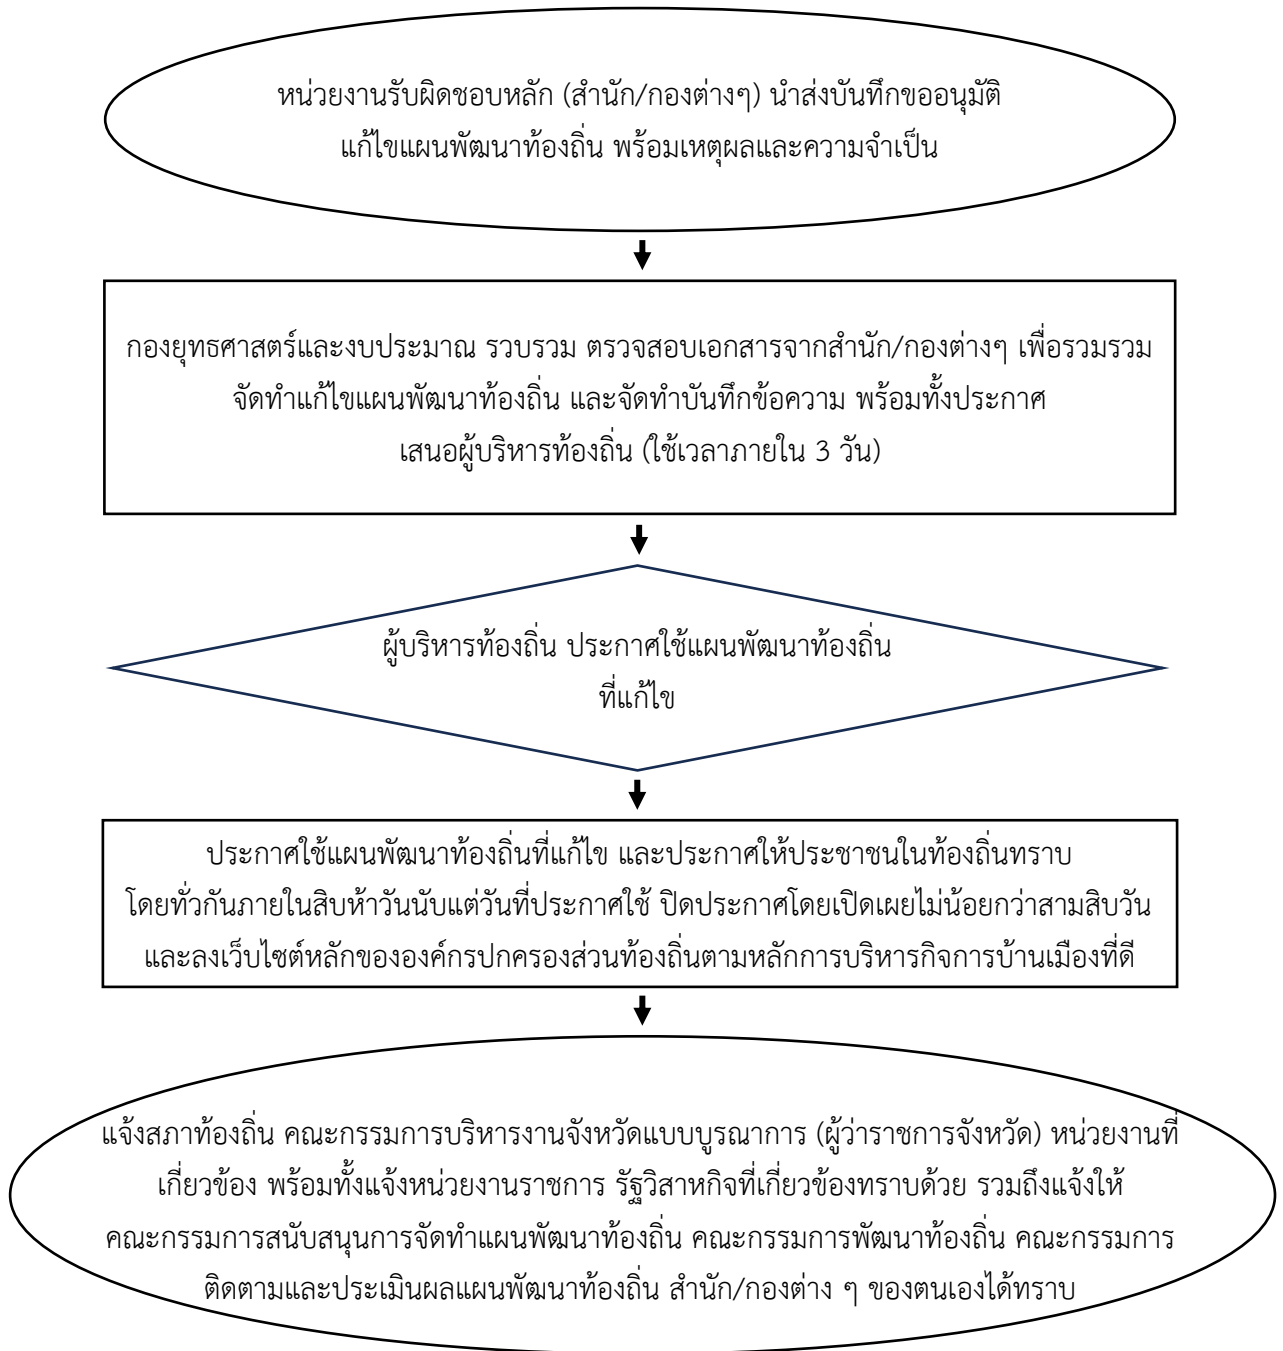 หน่วยงานรับผิดชอบหลัก (สำนัก/กองต่างๆ) นำส่งบันทึกขออนุมัติ
แก้ไขแผนพัฒนาท้องถิ่น พร้อมเหตุผลและความจำเป็น
กองยุทธศาสตร์และงบประมาณ รวบรวม ตรวจสอบเอกสารจากสำนัก/กองต่างๆ เพื่อรวมรวม
จัดทำแก้ไขแผนพัฒนาท้องถิ่น และจัดทำบันทึกข้อความ พร้อมทั้งประกาศ
เสนอผู้บริหารท้องถิ่น (ใช้เวลาภายใน 3 วัน)
ผู้บริหารท้องถิ่น ประกาศใช้แผนพัฒนาท้องถิ่น
ที่แก้ไข
ประกาศใช้แผนพัฒนาท้องถิ่นที่แก้ไข และประกาศให้ประชาชนในท้องถิ่นทราบ
โดยทั่วกันภายในสิบห้าวันนับแต่วันที่ประกาศใช้ ปิดประกาศโดยเปิดเผยไม่น้อยกว่าสามสิบวัน
และลงเว็บไซต์หลักขององค์กรปกครองส่วนท้องถิ่นตามหลักการบริหารกิจการบ้านเมืองที่ดี
แจ้งสภาท้องถิ่น คณะกรรมการบริหารงานจังหวัดแบบบูรณาการ (ผู้ว่าราชการจังหวัด) หน่วยงานที่
เกี่ยวข้อง พร้อมทั้งแจ้งหน่วยงานราชการ รัฐวิสาหกิจที่เกี่ยวข้องทราบด้วย รวมถึงแจ้งให้
คณะกรรมการสนับสนุนการจัดทำแผนพัฒนาท้องถิ่น คณะกรรมการพัฒนาท้องถิ่น คณะกรรมการ
ติดตามและประเมินผลแผนพัฒนาท้องถิ่น สำนัก/กองต่าง ๆ ของตนเองได้ทราบ